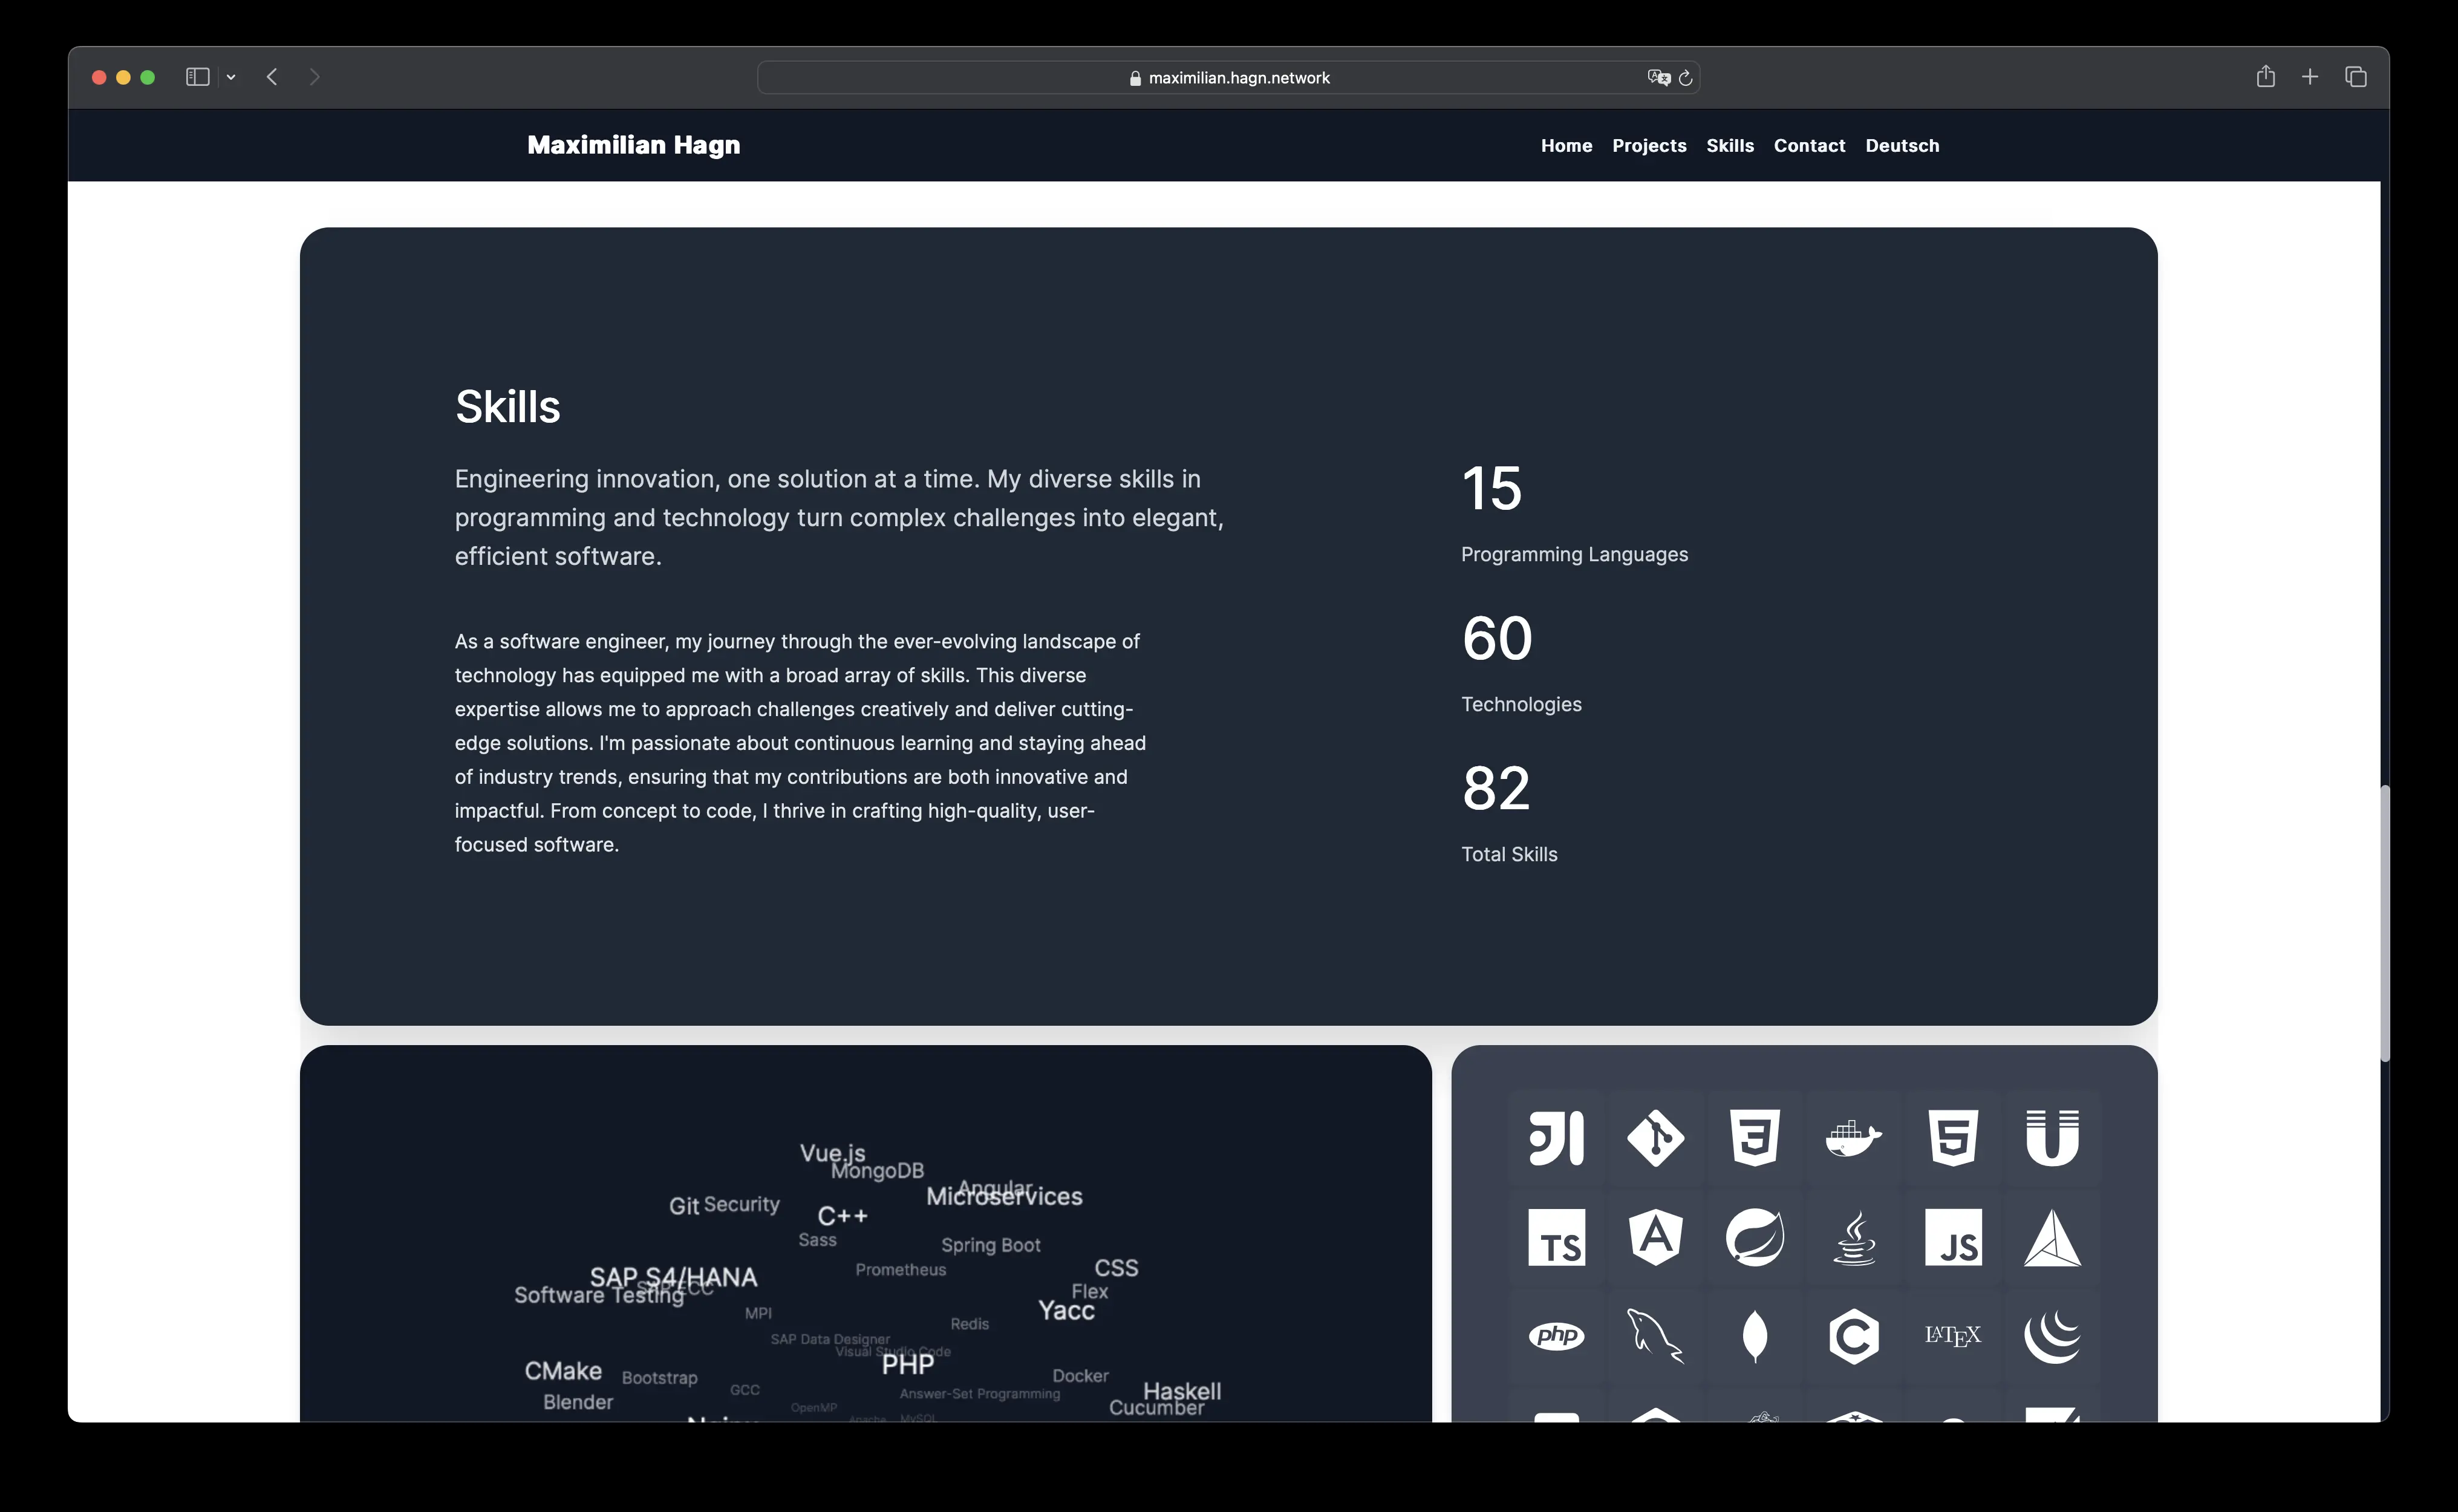 maximilian.hagn.network
Maximilian Hagn
Home Projects Skills Contact Deutsch
Skills
Engineering innovation, one solution at a time. My diverse skills in
programming and technology turn complex challenges into elegant,
efficient software.
As a software engineer, my journey through the ever-evolving landscape of
technology has equipped me with a broad array of skills. This diverse
expertise allows me to approach challenges creatively and deliver cutting-
edge solutions. I'm passionate about continuous learning and staying ahead
of industry trends, ensuring that my contributions are both innovative and
impactful. From concept to code, I thrive in crafting high-quality, user-
focused software.
15
Programming Languages
60
Technologies
82
Total Skills
Vue.js
MongoDB
Angular
Microservices
Git Security
C++
Sass
Spring Boot
Prometheus
CSS
SAP S4/HANA
SAP ECC
Software Testing
Flex
Yacc
MPI
Redis
SAP Data Designer
Visual Studio Code
PHP
CMake
Bootstrap
Docker
GCC
Answer-Set Programming
Haskell
Blender
Cucumber
OpenMP
Apache
MySQL
TS
JS
php
C
LATEX